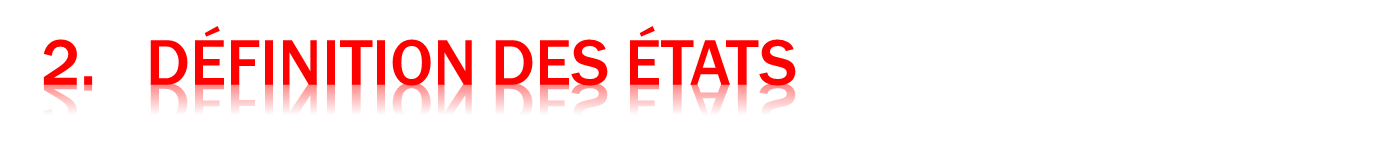 2. DÉFINITION DES ÉTATS